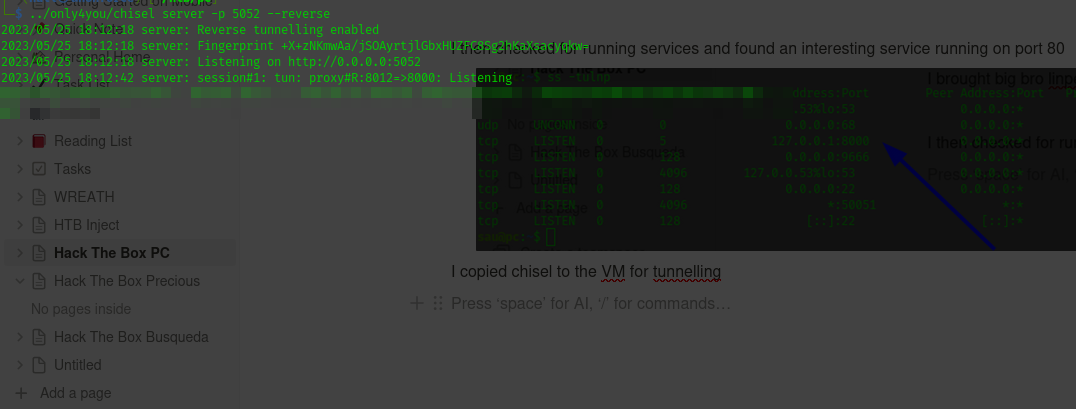 Getting Started on Mobile
../only4you/chisel server -p 5052 --reverse
2023/05/25 18:12:18 server: Reverse tunnelling enabled
2023/05/25 18:12:18 server: Fingerprint
2023/05/25 18:12:18 server: Listening on http://0.0.0.0:5052
2023/05/25 18:12:42 server: session#1: tun: proxy#R:8012=>8000: Listening
running services and found an interesting service running on port 80
I brought big bro linpe
$ ss -tulnp
Task List
Address:Port Peer Address:Port
.53%lo:53 0.0.0.0:*
udp UNCONN 0 0 0.0.0.0:68 0.0.0.0:*
tcp LISTEN 0 5 127.0.0.1:8000 0.0.0.0:*
I then checked for run
tcp LISTEN 0 128 0.0.0.0:9666 0.0.0.0:*
tcp LISTEN 0 4096 127.0.0.53%lo:53 0.0.0.0:*
tcp LISTEN 0 128 0.0.0.0:22 0.0.0.0:*
tcp LISTEN 0 4096 *:50051 *:*
tcp LISTEN 0 128 [::]:22 [::]:*
sau@pc:~$
Reading List
Tasks
WREATH
HTB Inject
Hack The Box PC
Hack The Box Precious
No pages inside
Hack The Box Busqueda
Untitled
Add a page
I copied chisel to the VM for tunnelling
Press ‘space’ for AI, ‘/’ for commands…